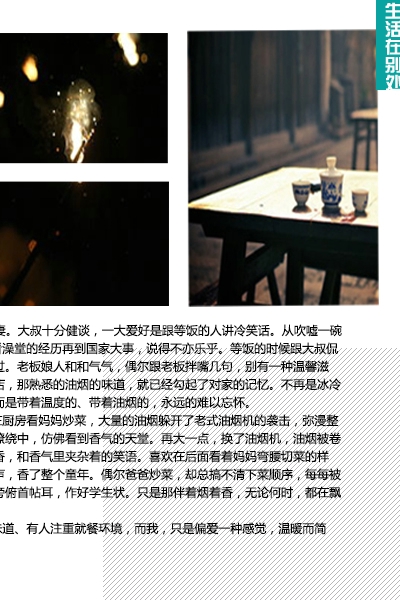 生活在别处
妻。大叔十分健谈，一大爱好是跟等饭的人讲冷笑话。从吹嘘一碗
澡堂的经历再到国家大事，说得不亦乐乎。等饭的时候跟大叔侃
过。老板娘人和和气气，偶尔跟老板拌嘴几句，别有一种温馨滋
后，那熟悉的油烟的味道，就已经勾起了对家的记忆。不再是冰冷
而是带着温度的、带着油烟的，永远的难以忘怀。
在厨房看妈妈炒菜，大量的油烟躲开了老式油烟机的袭击，弥漫整
缭绕中，仿佛看到香气的天堂。再大一点，换了油烟机，油烟被卷
香，和香气里夹杂着的笑语。喜欢在后面看着妈妈弯腰切菜的样
声，香了整个童年。偶尔爸爸炒菜，却总搞不清下菜顺序，每每被
旁俯首帖耳，作好学生状。只是那伴着烟着香，无论何时，都在飘
味道、有人注重就餐环境，而我，只是偏爱一种感觉，温暖而简